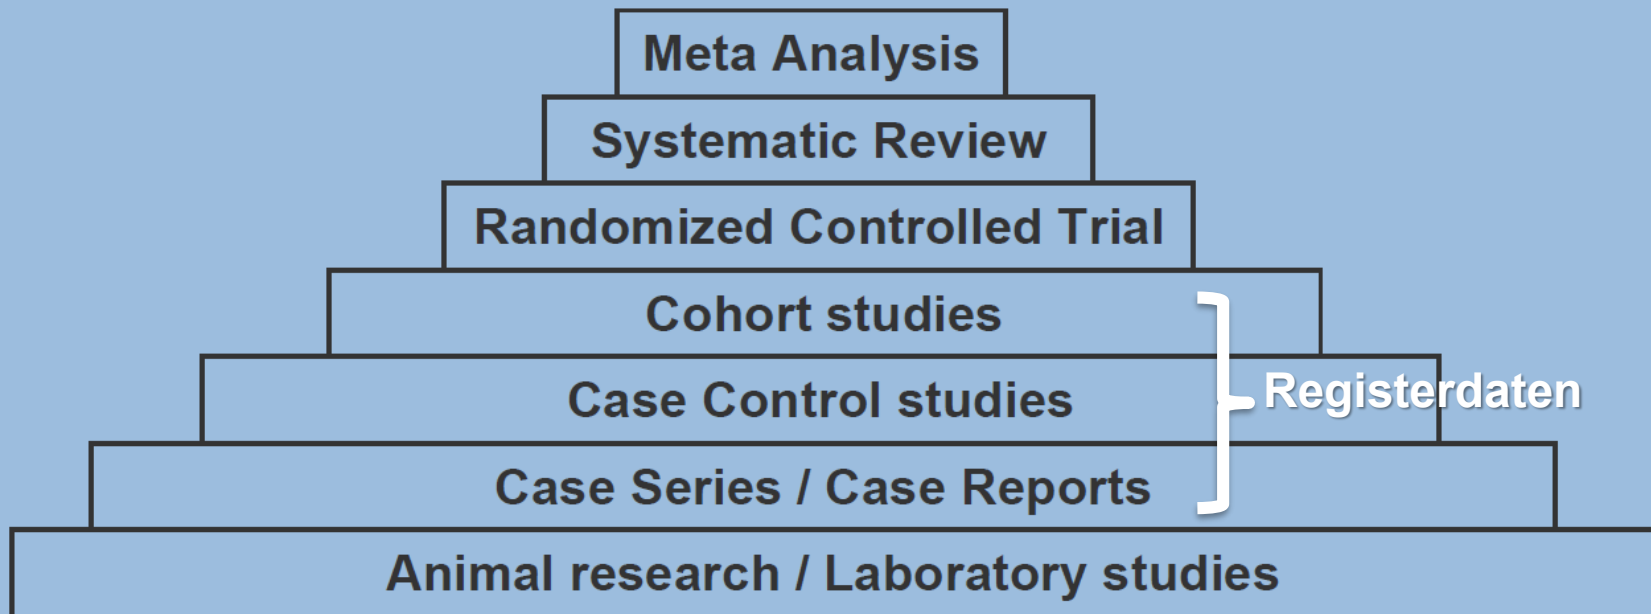 Meta Analysis
Systematic Review
Randomized Controlled Trial
Cohort studies
Case Control studies
Registerdaten
Case Series / Case Reports
Animal research / Laboratory studies